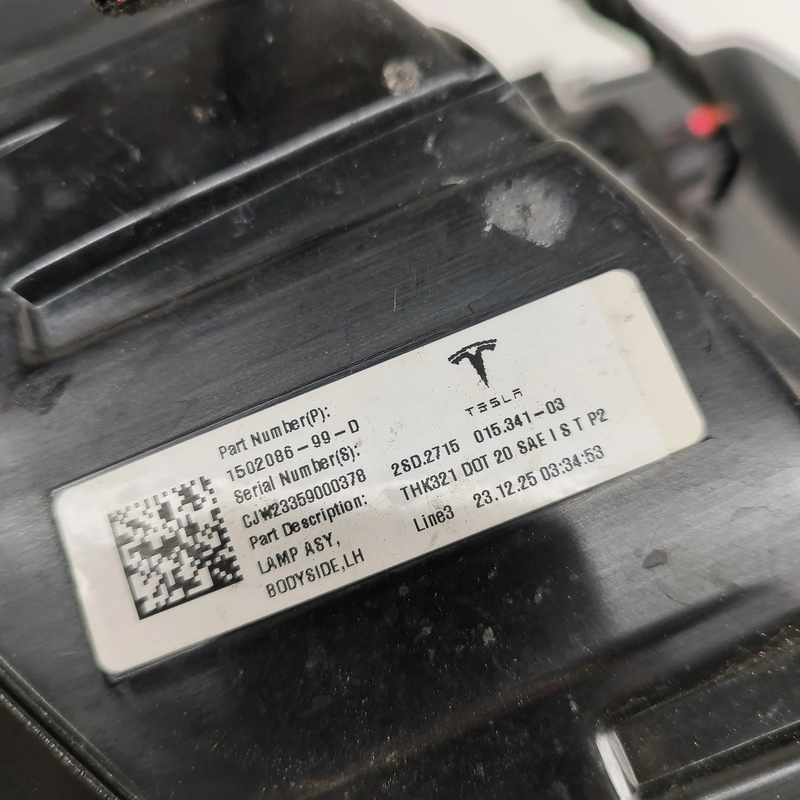 Part Number(P):
1502086-99-D
Serial Number(S):
CJW23359000378
Part Description:
LAMP ASY,
BODYSIDE,LH
TESLA
2SD.2715 015.341-03
THK321 DOT 20 SAE I S T P2
Line3 23.12.25 03:34:53